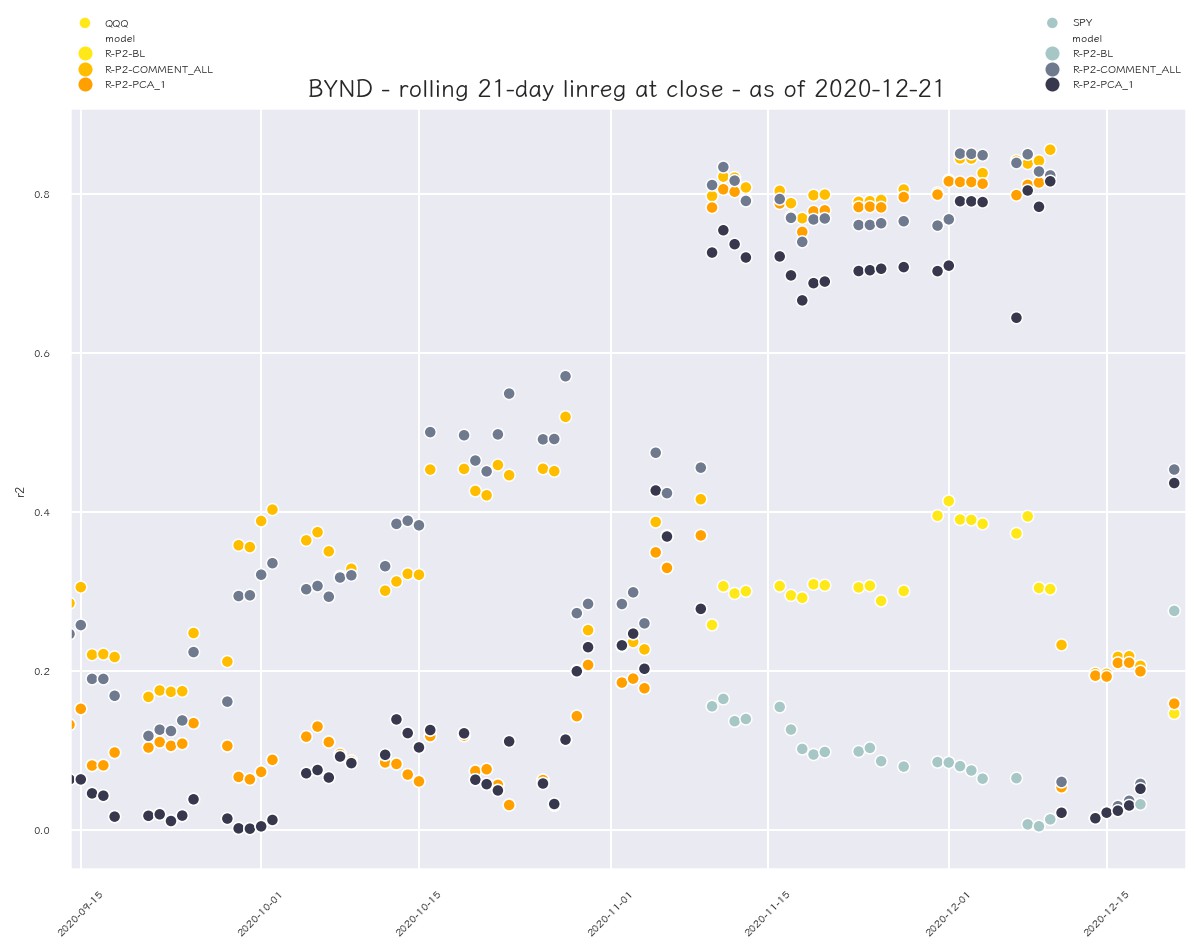 QQQ
model
R-P2-BL
R-P2-COMMENT_ALL
R-P2-PCA_1
SPY
model
R-P2-BL
R-P2-COMMENT_ALL
R-P2-PCA_1
BYND - rolling 21-day linreg at close - as of 2020-12-21
0.8
0.6
0.4
0.2
0.0
r2
2020-09-15
2020-10-01
2020-10-15
2020-11-01
2020-11-15
2020-12-01
2020-12-15